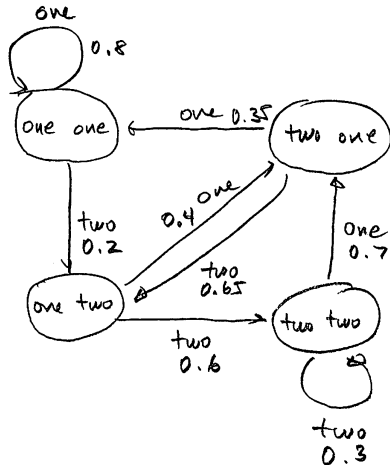 one
0.8
one one
one 0.35
two one
two
0.2
0.4 one
two
0.65
one
0.7
one two
two
0.6
two two
two
0.3